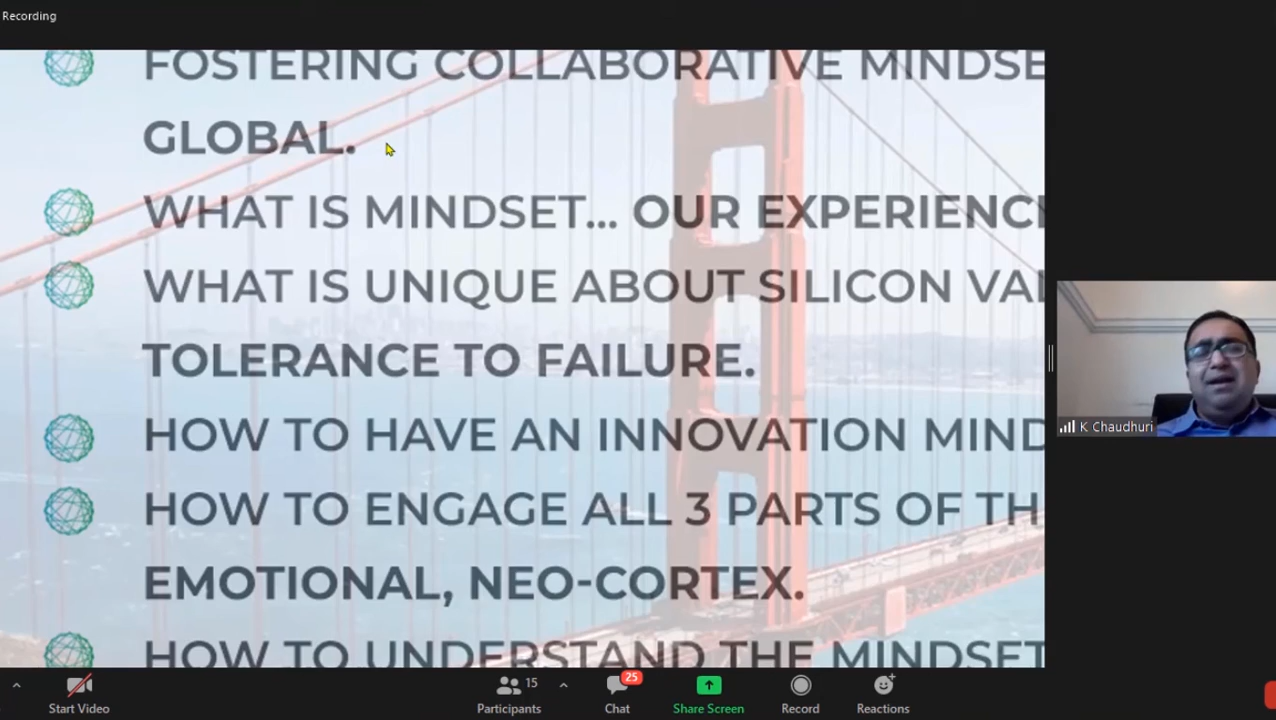 Recording
FOSTERING COLLABORATIVE MINDSE
GLOBAL.
WHAT IS MINDSET... OUR EXPERIENC
WHAT IS UNIQUE ABOUT SILICON VAL
TOLERANCE TO FAILURE.
HOW TO HAVE AN INNOVATION MIND
HOW TO ENGAGE ALL 3 PARTS OF TH
EMOTIONAL, NEO-CORTEX.
HOW TO UNDERSTAND THE MINDSET
K Chaudhuri
Start Video
15
Participants
25
Chat
Share Screen
Record
Reactions